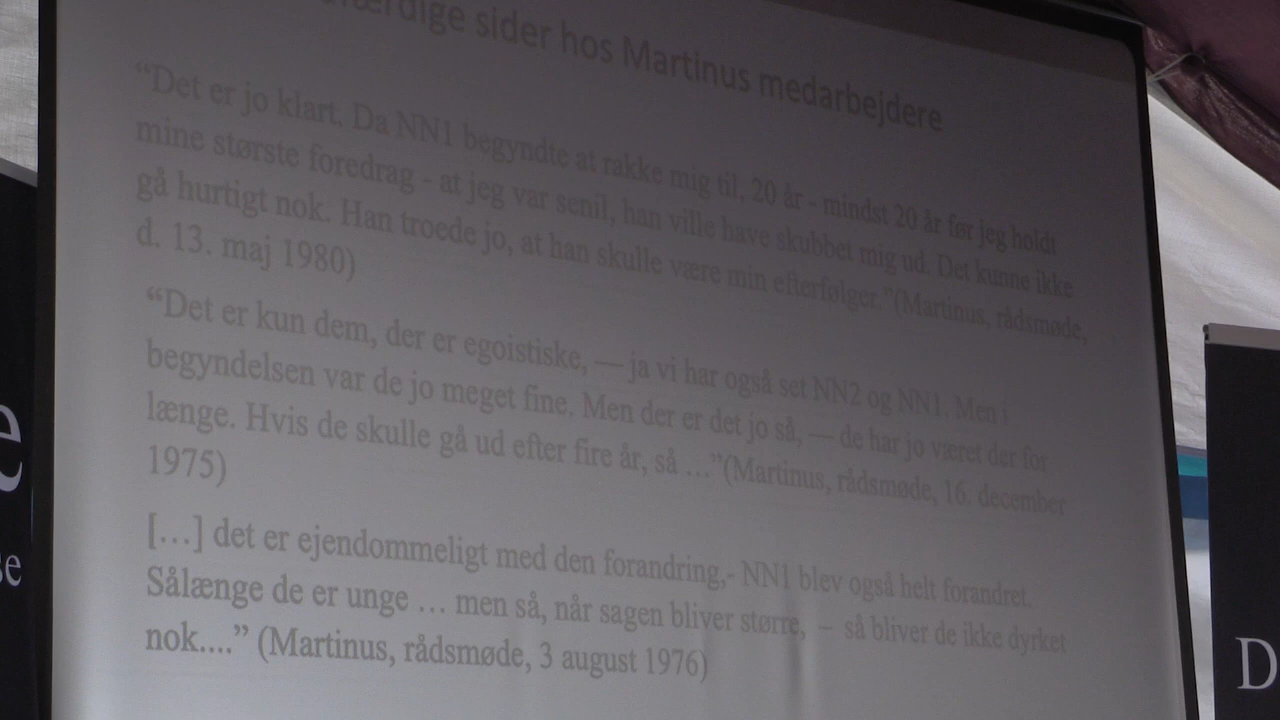 færdige sider hos Martinus medarbejdere
“Det er jo klart. Da NN1 begyndte at rakke mig til, 20 år - mindst 20 år før jeg holdt
mine største foredrag - at jeg var senil, han ville have skubbet mig ud. Det kunne ikke
gå hurtigt nok. Han troede jo, at han skulle være min efterfølger.”(Martinus, rådsmøde,
d. 13. maj 1980)
“Det er kun dem, der er egoistiske, — ja vi har også set NN2 og NN1. Men i
begyndelsen var de jo meget fine. Men der er det jo så, — de har jo været der for
længe. Hvis de skulle gå ud efter fire år, så …”(Martinus, rådsmøde, 16. december
1975)
[…] det er ejendommeligt med den forandring,- NN1 blev også helt forandret.
Sålænge de er unge … men så, når sagen bliver større, – så bliver de ikke dyrket
nok....” (Martinus, rådsmøde, 3 august 1976)
e
se
D